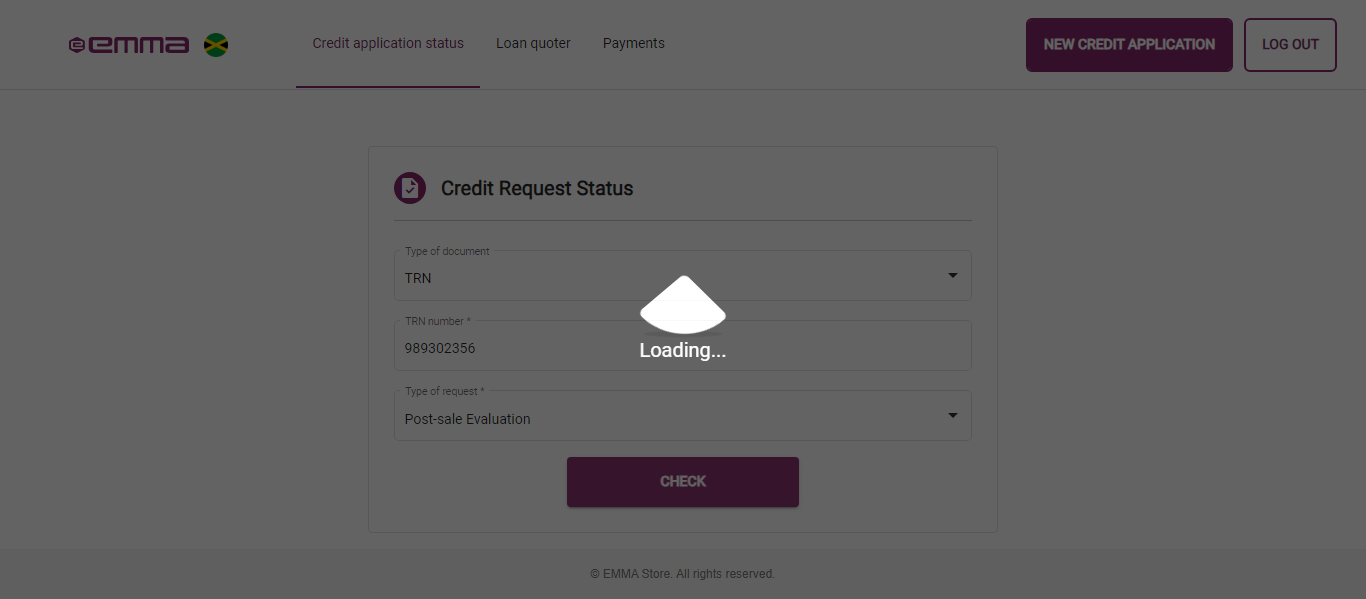 emma
Credit application status
Loan quoter
Payments
NEW CREDIT APPLICATION
LOG OUT
Credit Request Status
Type of document
TRN
TRN number *
989302356
Loading...
Type of request *
Post-sale Evaluation
CHECK
© EMMA Store. All rights reserved.